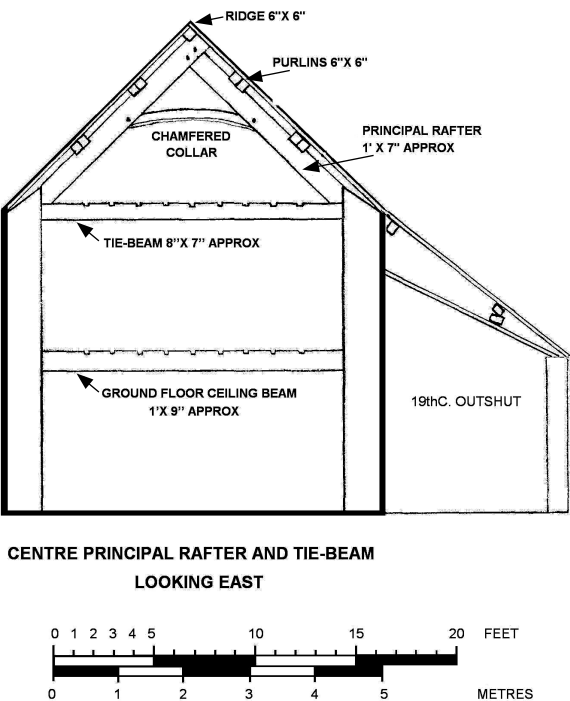 RIDGE 6"X 6"
PURLINS 6"X 6"
PRINCIPAL RAFTER
1' X 7" APPROX
CHAMFERED
COLLAR
TIE-BEAM 8"X 7" APPROX
GROUND FLOOR CEILING BEAM
1'X 9" APPROX
19thC. OUTSHUT
CENTRE PRINCIPAL RAFTER AND TIE-BEAM
LOOKING EAST
0 1 2 3 4 5 10 15 20 FEET
0 1 2 3 4 5 METRES